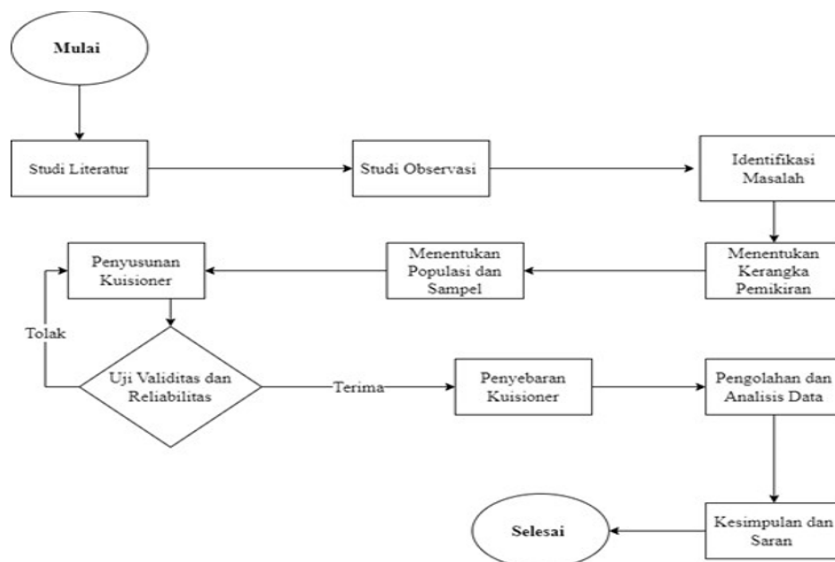 Mulai
Studi Literatur
Studi Observasi
Identifikasi
Masalah
Menentukan
Kerangka
Pemikiran
Menentukan
Populasi dan
Sampel
Penyusunan
Kuisioner
Tolak
Uji Validitas dan
Reliabilitas
Terima
Penyebaran
Kuisioner
Pengolahan dan
Analisis Data
Kesimpulan dan
Saran
Selesai